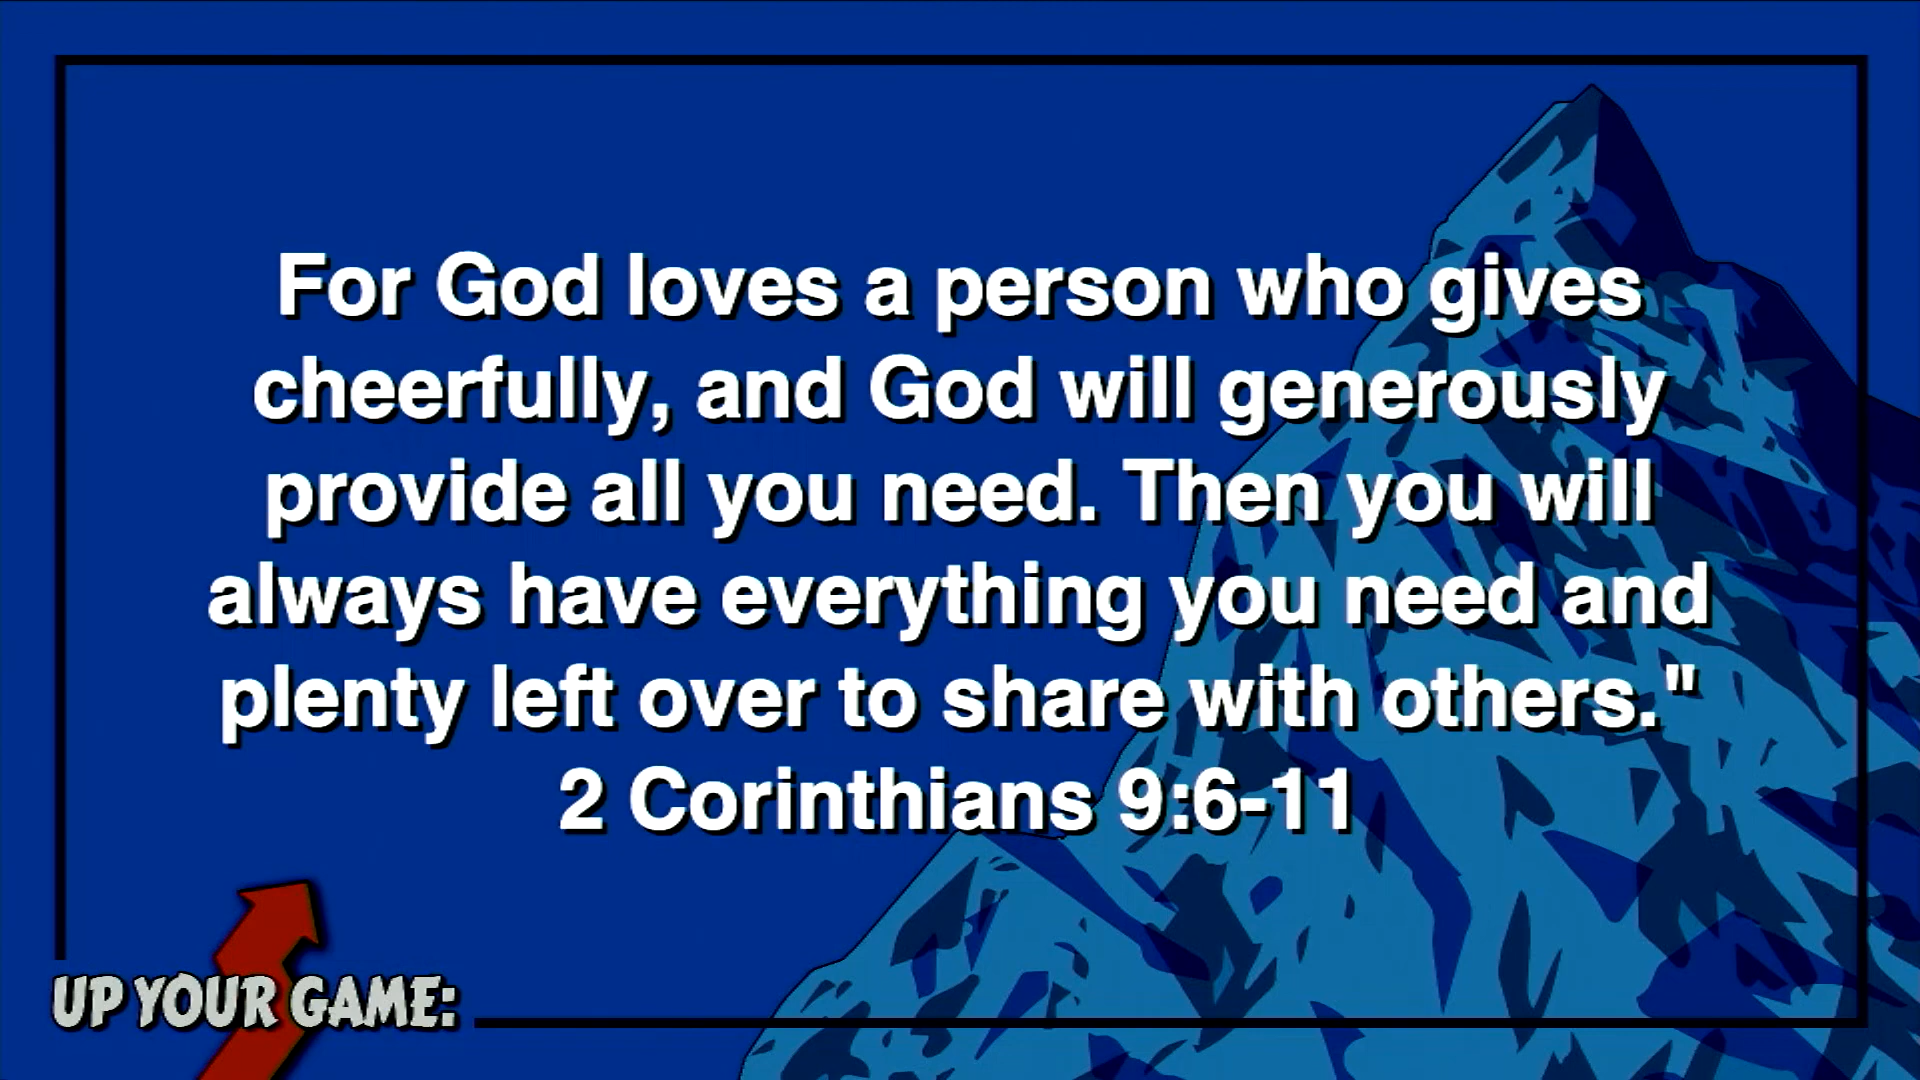 For God loves a person who gives
cheerfully, and God will generously
provide all you need. Then you will
always have everything you need and
plenty left over to share with others."
2 Corinthians 9:6-11
UP YOUR GAME: